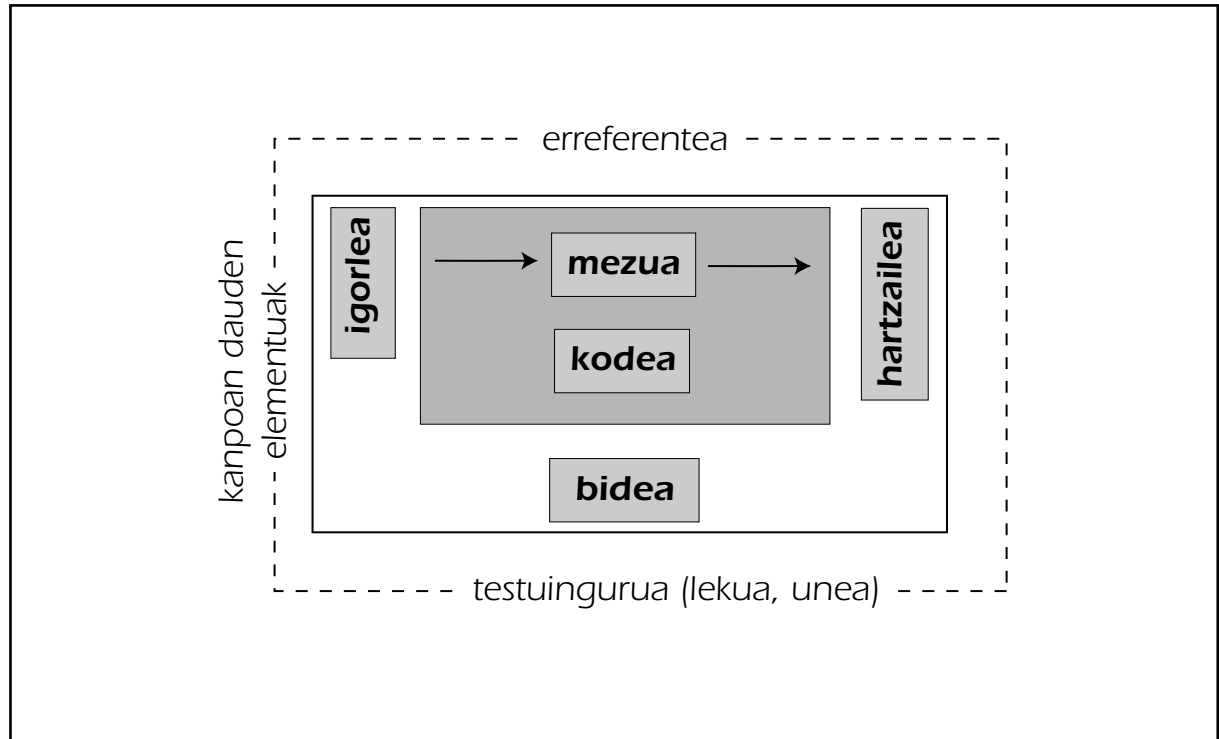 erreferentea
kanpoan dauden
elementuak
igorlea
mezua
hartzailea
kodea
bidea
testuingurua (lekua, unea)